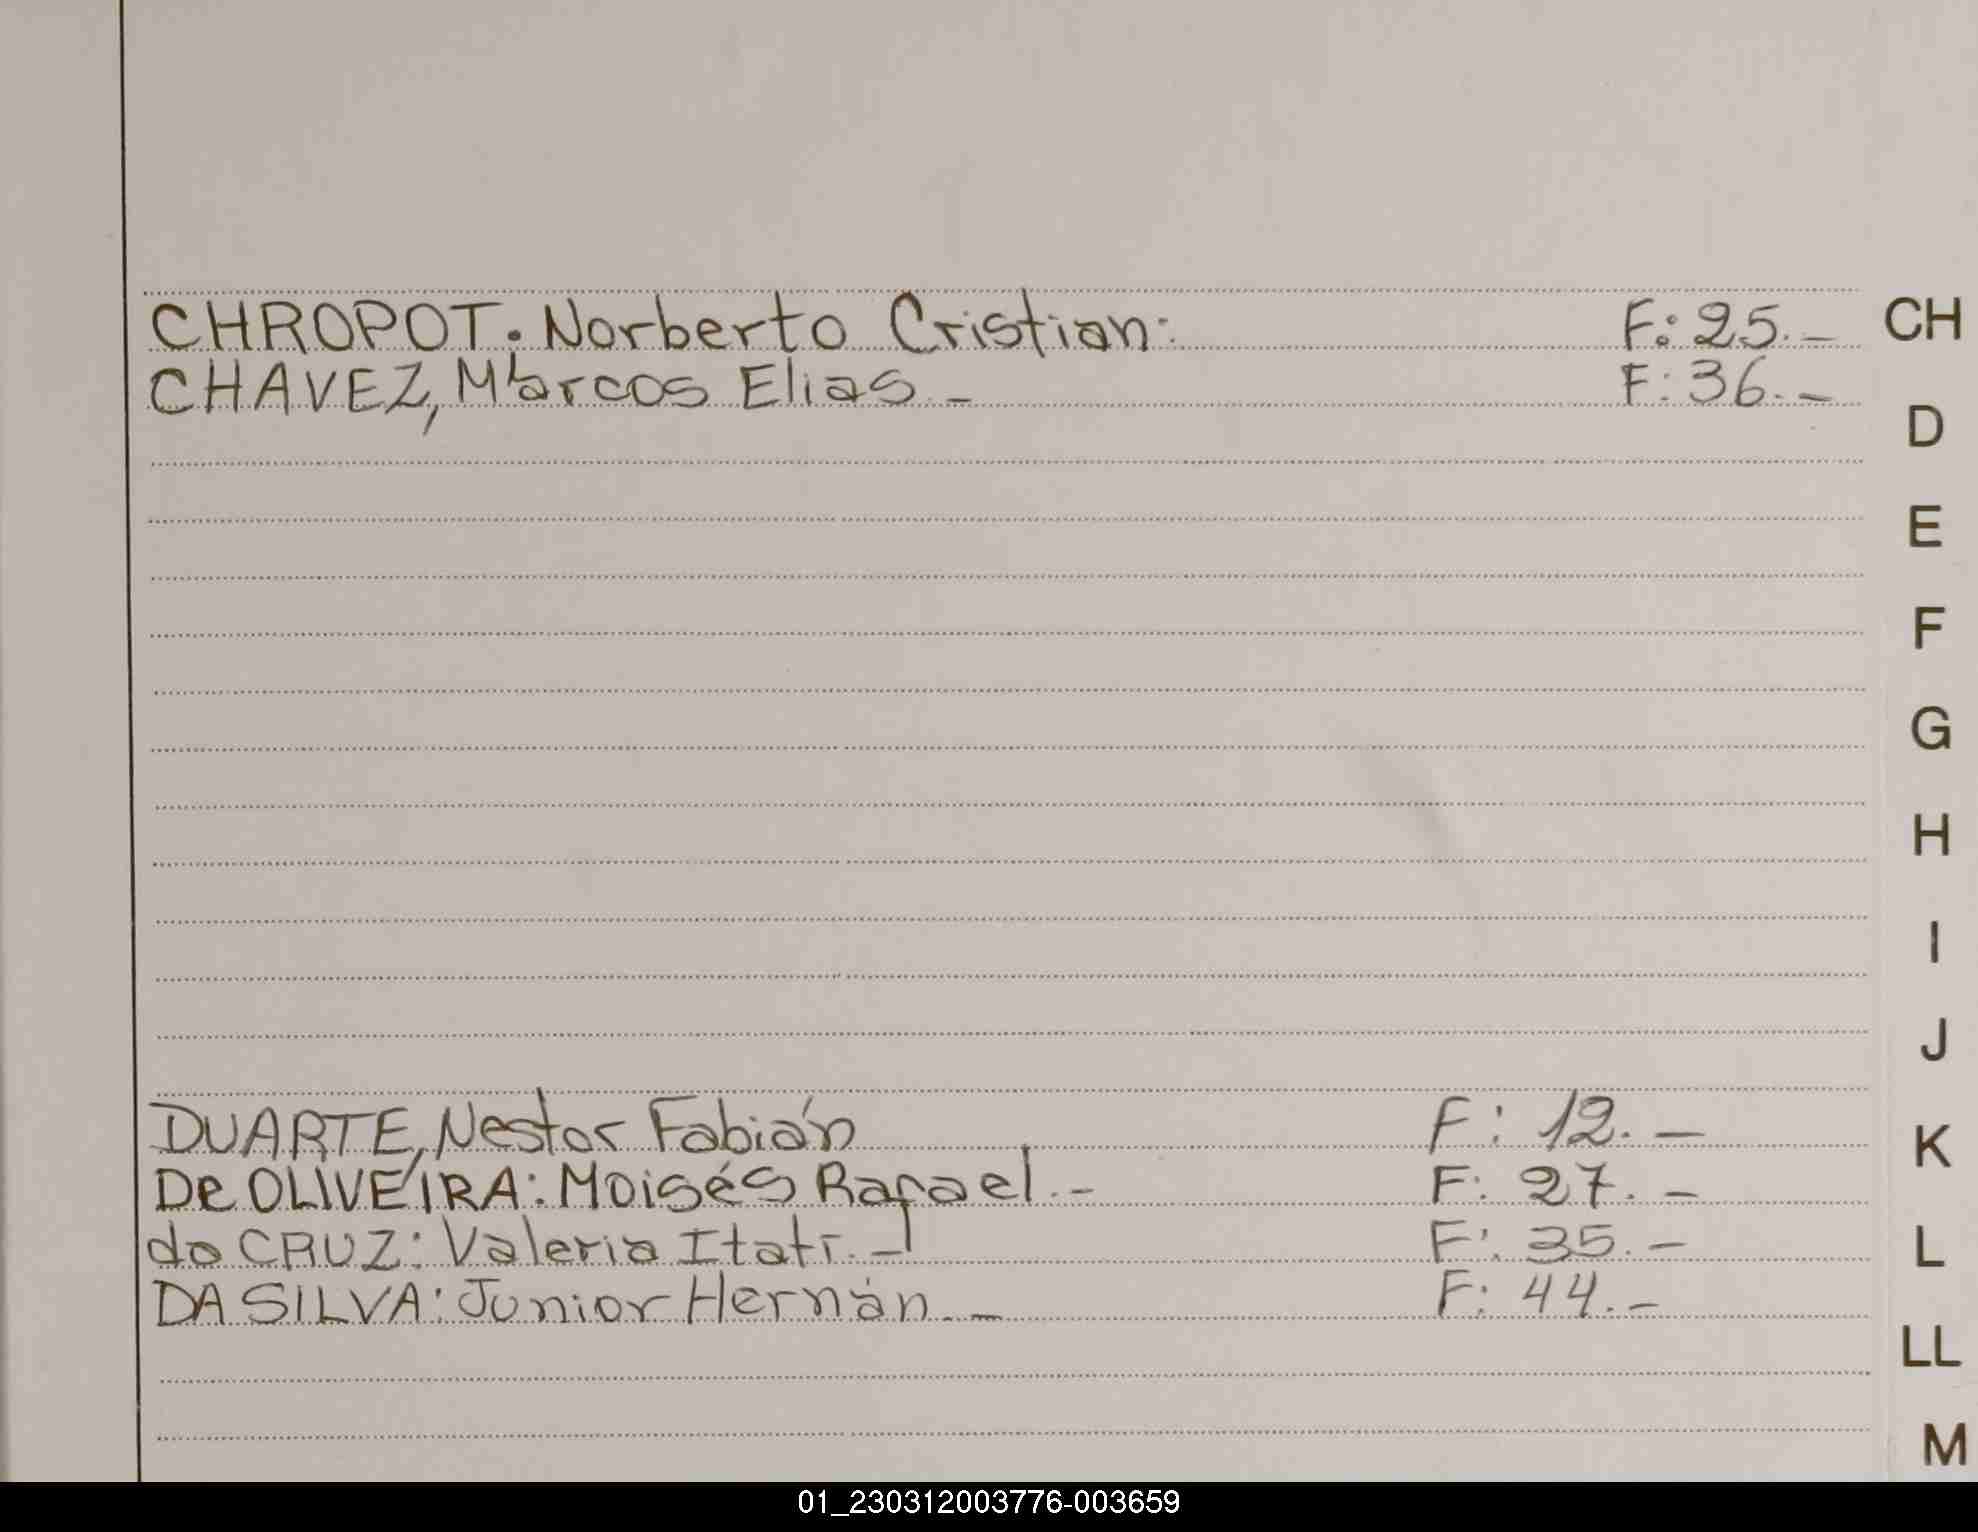 CHROPOT. Norberto Cristian: F: 25.– CH
CHAVEZ, Márcos Elias.– F: 36.–
D
E
F
G
H
I
J
DUARTE, Nestor Fabián F: 12.–
K
De OLIVEIRA: Moisés Rafael.– F: 27.–
da CRUZ: Valeria Itatí.– F: 35.–
L
DA SILVA: Junior Hernán.– F: 44.–
LL
M
01_230312003776-003659